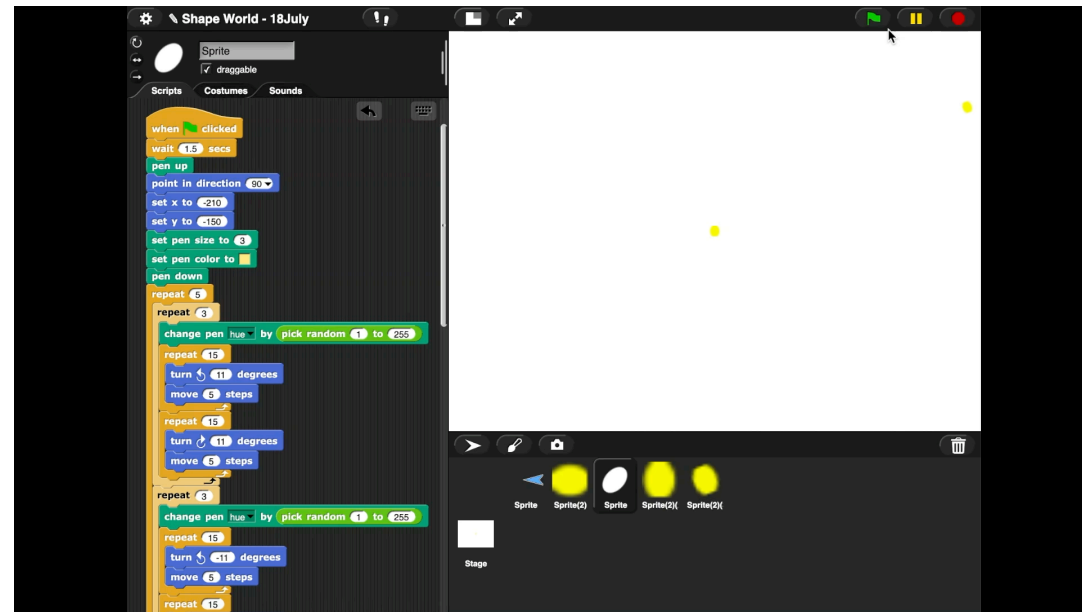 Shape World - 18July
Sprite
draggable
Scripts Costumes Sounds
when clicked
wait 1.5 secs
pen up
point in direction 90
set x to -210
set y to -150
set pen size to 3
set pen color to
pen down
repeat 5
repeat 3
change pen hue by pick random 1 to 255
repeat 15
turn 11 degrees
move 5 steps
repeat 15
turn 11 degrees
move 5 steps
repeat 3
change pen hue by pick random 1 to 255
repeat 15
turn -11 degrees
move 5 steps
repeat 15
Sprite Sprite(2) Sprite Sprite(2)( Sprite(2)(
Stage